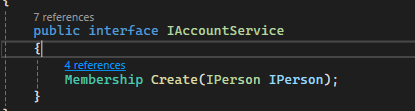 {
7 references
public interface IAccountService
{
4 references
Membership Create(IPerson IPerson);
}